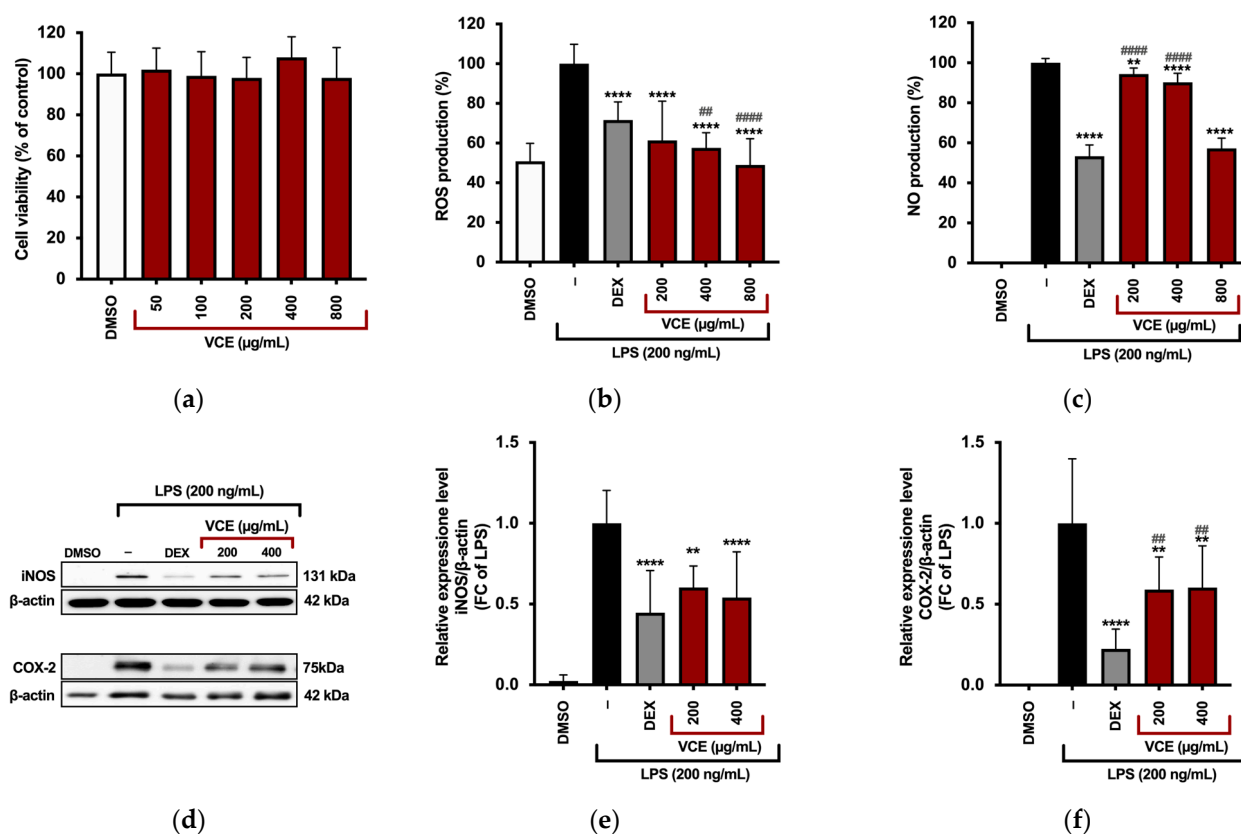 Cell viability (% of control)
120
100
80
60
40
20
0
DMSO
50
100
200
400
800
VCE (µg/mL)
(a)
ROS production (%)
120
100
80
60
40
20
0
****
****
##
****
####
****
DMSO
–
DEX
200
400
800
VCE (µg/mL)
LPS (200 ng/mL)
(b)
NO production (%)
120
100
80
60
40
20
0
****
####
**
####
****
****
DMSO
–
DEX
200
400
800
VCE (µg/mL)
LPS (200 ng/mL)
(c)
LPS (200 ng/mL)
VCE (µg/mL)
DMSO – DEX 200 400
iNOS 131 kDa
β-actin 42 kDa
COX-2 75kDa
β-actin 42 kDa
(d)
Relative expressione level
iNOS/β-actin
(FC of LPS)
1.5
1.0
0.5
0.0
****
**
****
DMSO
–
DEX
200
400
VCE (µg/mL)
LPS (200 ng/mL)
(e)
Relative expressione level
COX-2/β-actin
(FC of LPS)
1.5
1.0
0.5
0.0
****
##
**
##
**
DMSO
–
DEX
200
400
VCE (µg/mL)
LPS (200 ng/mL)
(f)